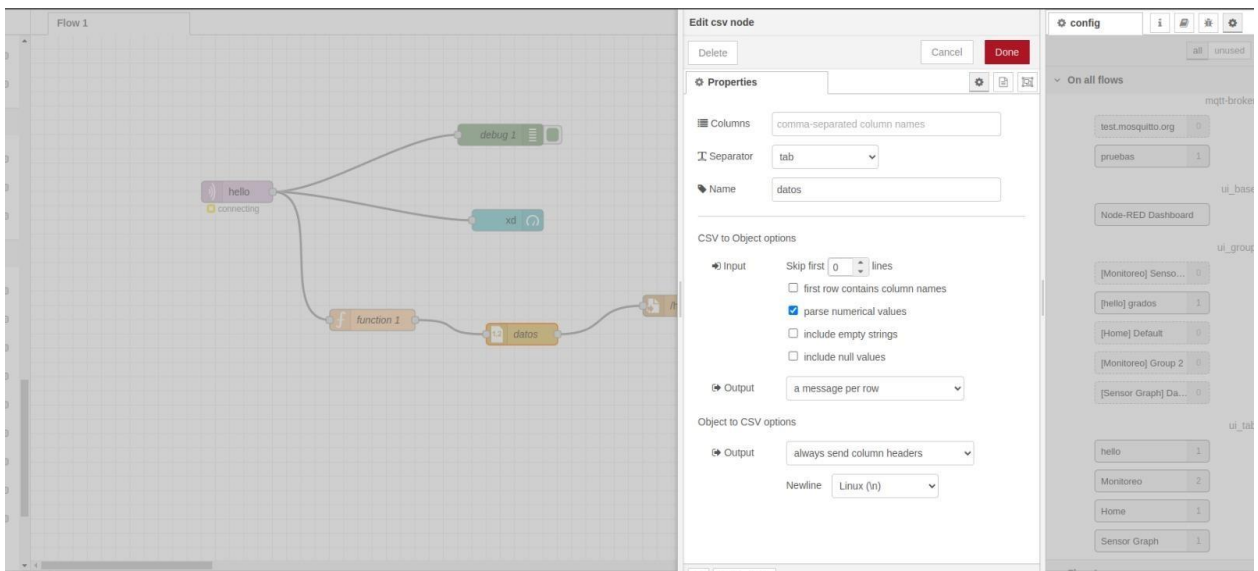 Flow 1
hello
connecting
debug 1
xd
function 1
datos
Edit csv node
Delete
Cancel
Done
Properties
Columns
comma-separated column names
Separator
tab
Name
datos
CSV to Object options
Input
Skip first 0 lines
first row contains column names
parse numerical values
include empty strings
include null values
Output
a message per row
Object to CSV options
Output
always send column headers
Newline
Linux (\n)
config
all
unused
On all flows
mqtt-broker
test.mosquitto.org 0
pruebas 1
ui_base
Node-RED Dashboard
ui_group
[Monitoreo] Senso... 0
[hello] grados 1
[Home] Default 0
[Monitoreo] Group 2 0
[Sensor Graph] Da... 0
ui_tab
hello 1
Monitoreo 2
Home 1
Sensor Graph 1